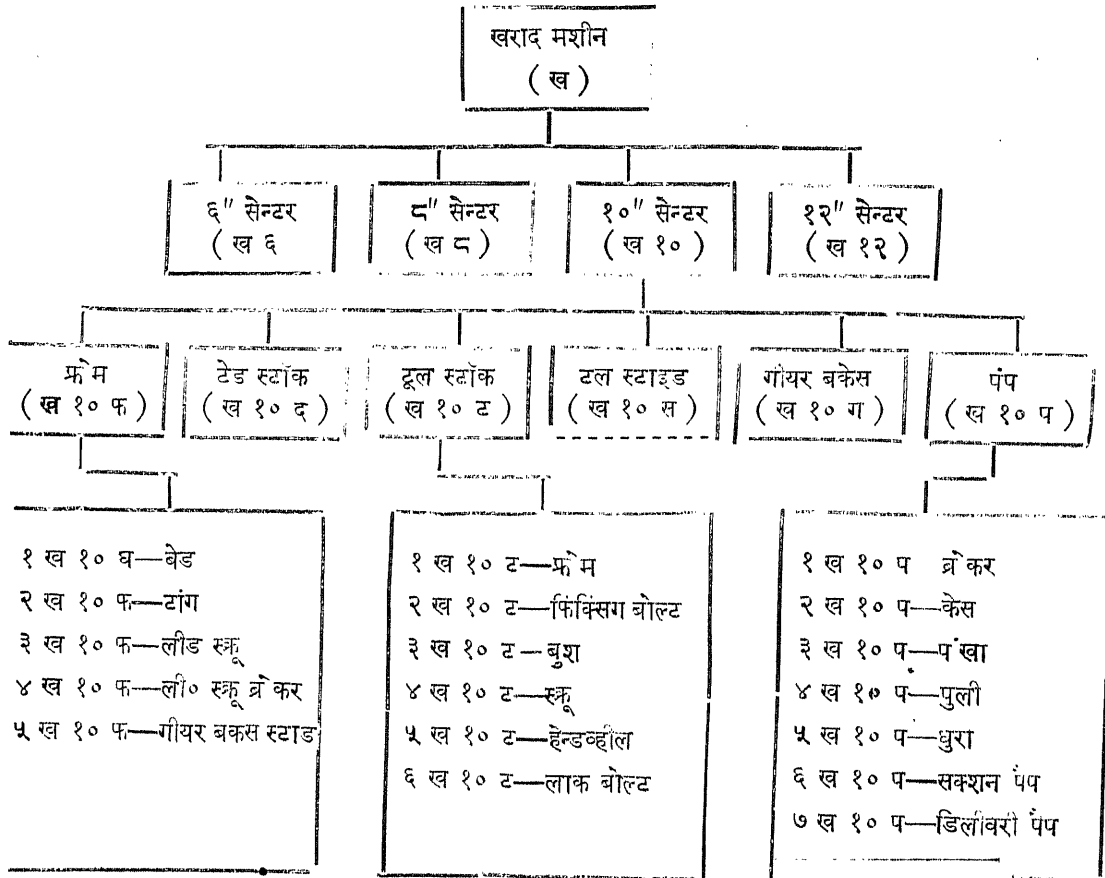 खराद मशीन
( ख )
६" सेन्टर
( ख ६
८" सेन्टर
( ख ८ )
१०" सेन्टर
( ख १० )
१२" सेन्टर
( ख १२ )
फ्रेम
( ख १० फ )
टेड स्टॉक
( ख १० द )
टूल स्टॉक
( ख १० ट )
टल स्टाइड
( ख १० स )
गीयर बकेस
( ख १० ग )
पंप
( ख १० प )
१ ख १० घ—बेड
२ ख १० फ—टांग
३ ख १० फ—लीड स्क्रू
४ ख १० फ—ली० स्क्रू ब्रेकर
५ ख १० फ—गीयर बकस स्टाड
१ ख १० ट—फ्रेम
२ ख १० ट—फिंक्सिग बोल्ट
३ ख १० ट—बुश
४ ख १० ट—स्क्रू
५ ख १० ट—हेन्डव्हील
६ ख १० ट—लाक बोल्ट
१ ख १० प ब्रेकर
२ ख १० प—केस
३ ख १० प—पंखा
४ ख १० प—पुली
५ ख १० प—धुरा
६ ख १० प—सक्शन पंप
७ ख १० प—डिलीवरी पंप